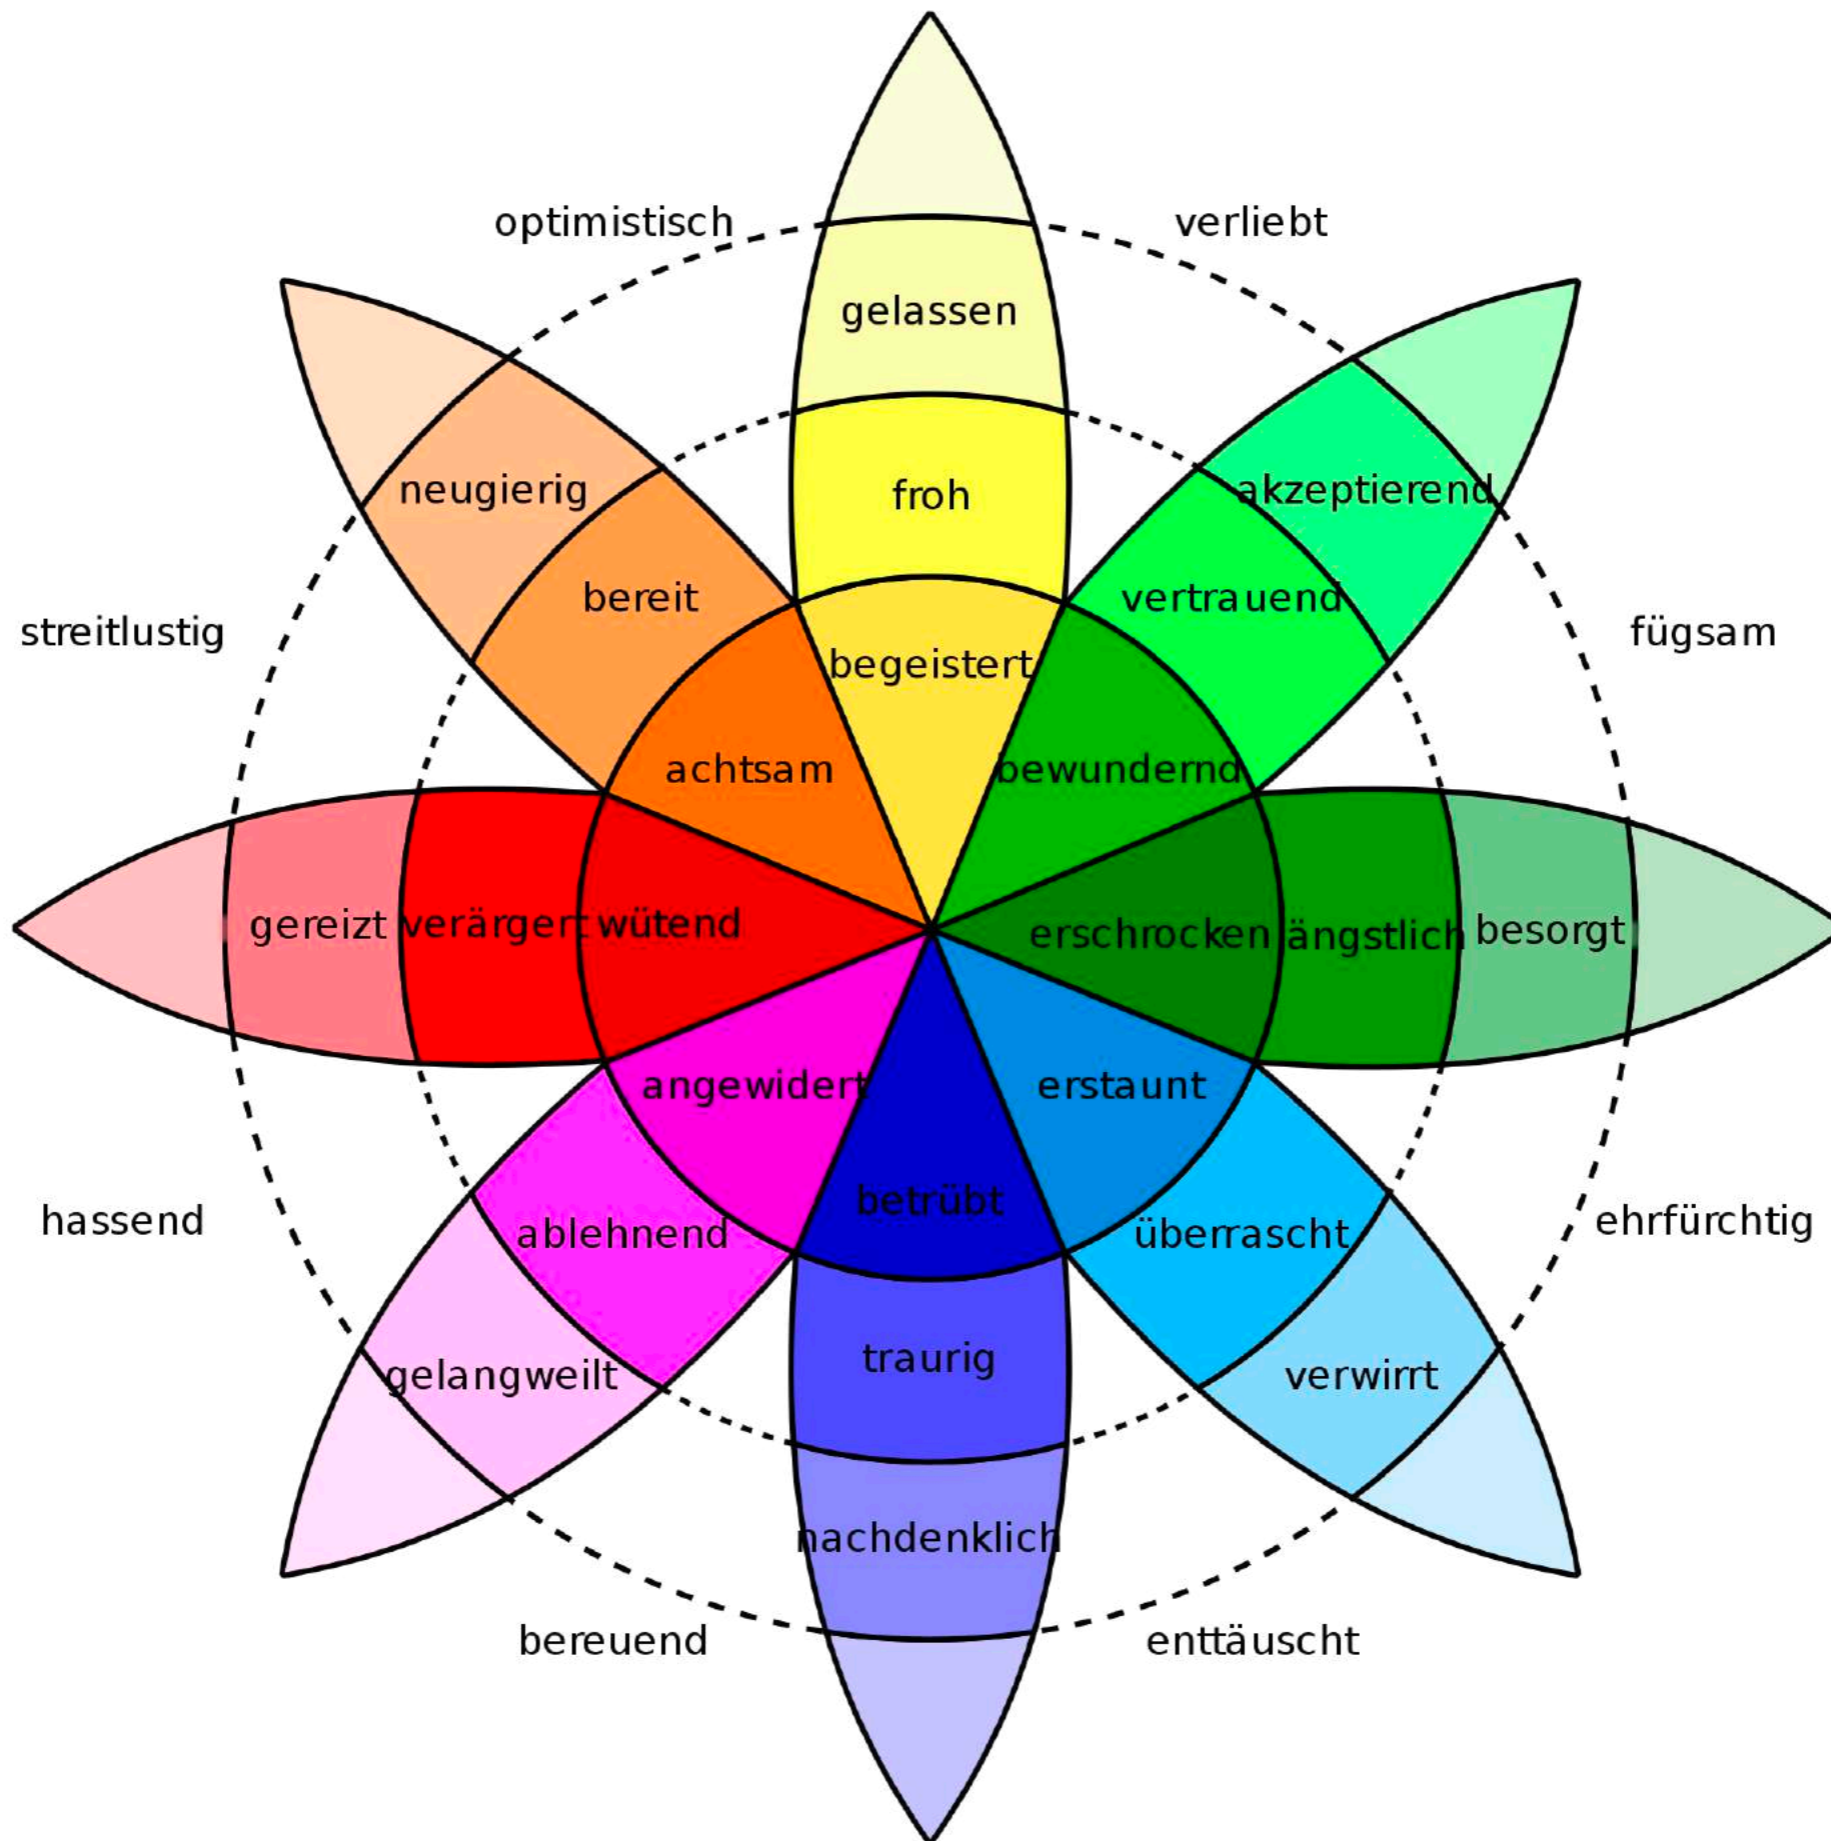 optimistisch
verliebt
gelassen
neugierig
froh
akzeptierend
bereit
vertrauend
streitlustig
fügsam
begeistert
achtsam
bewundernd
gereizt
verärgert
wütend
erschrocken
ängstlich
besorgt
angewidert
erstaunt
betrübt
hassend
ablehnend
überrascht
ehrfürchtig
traurig
gelangweilt
verwirrt
nachdenklich
bereuend
enttäuscht